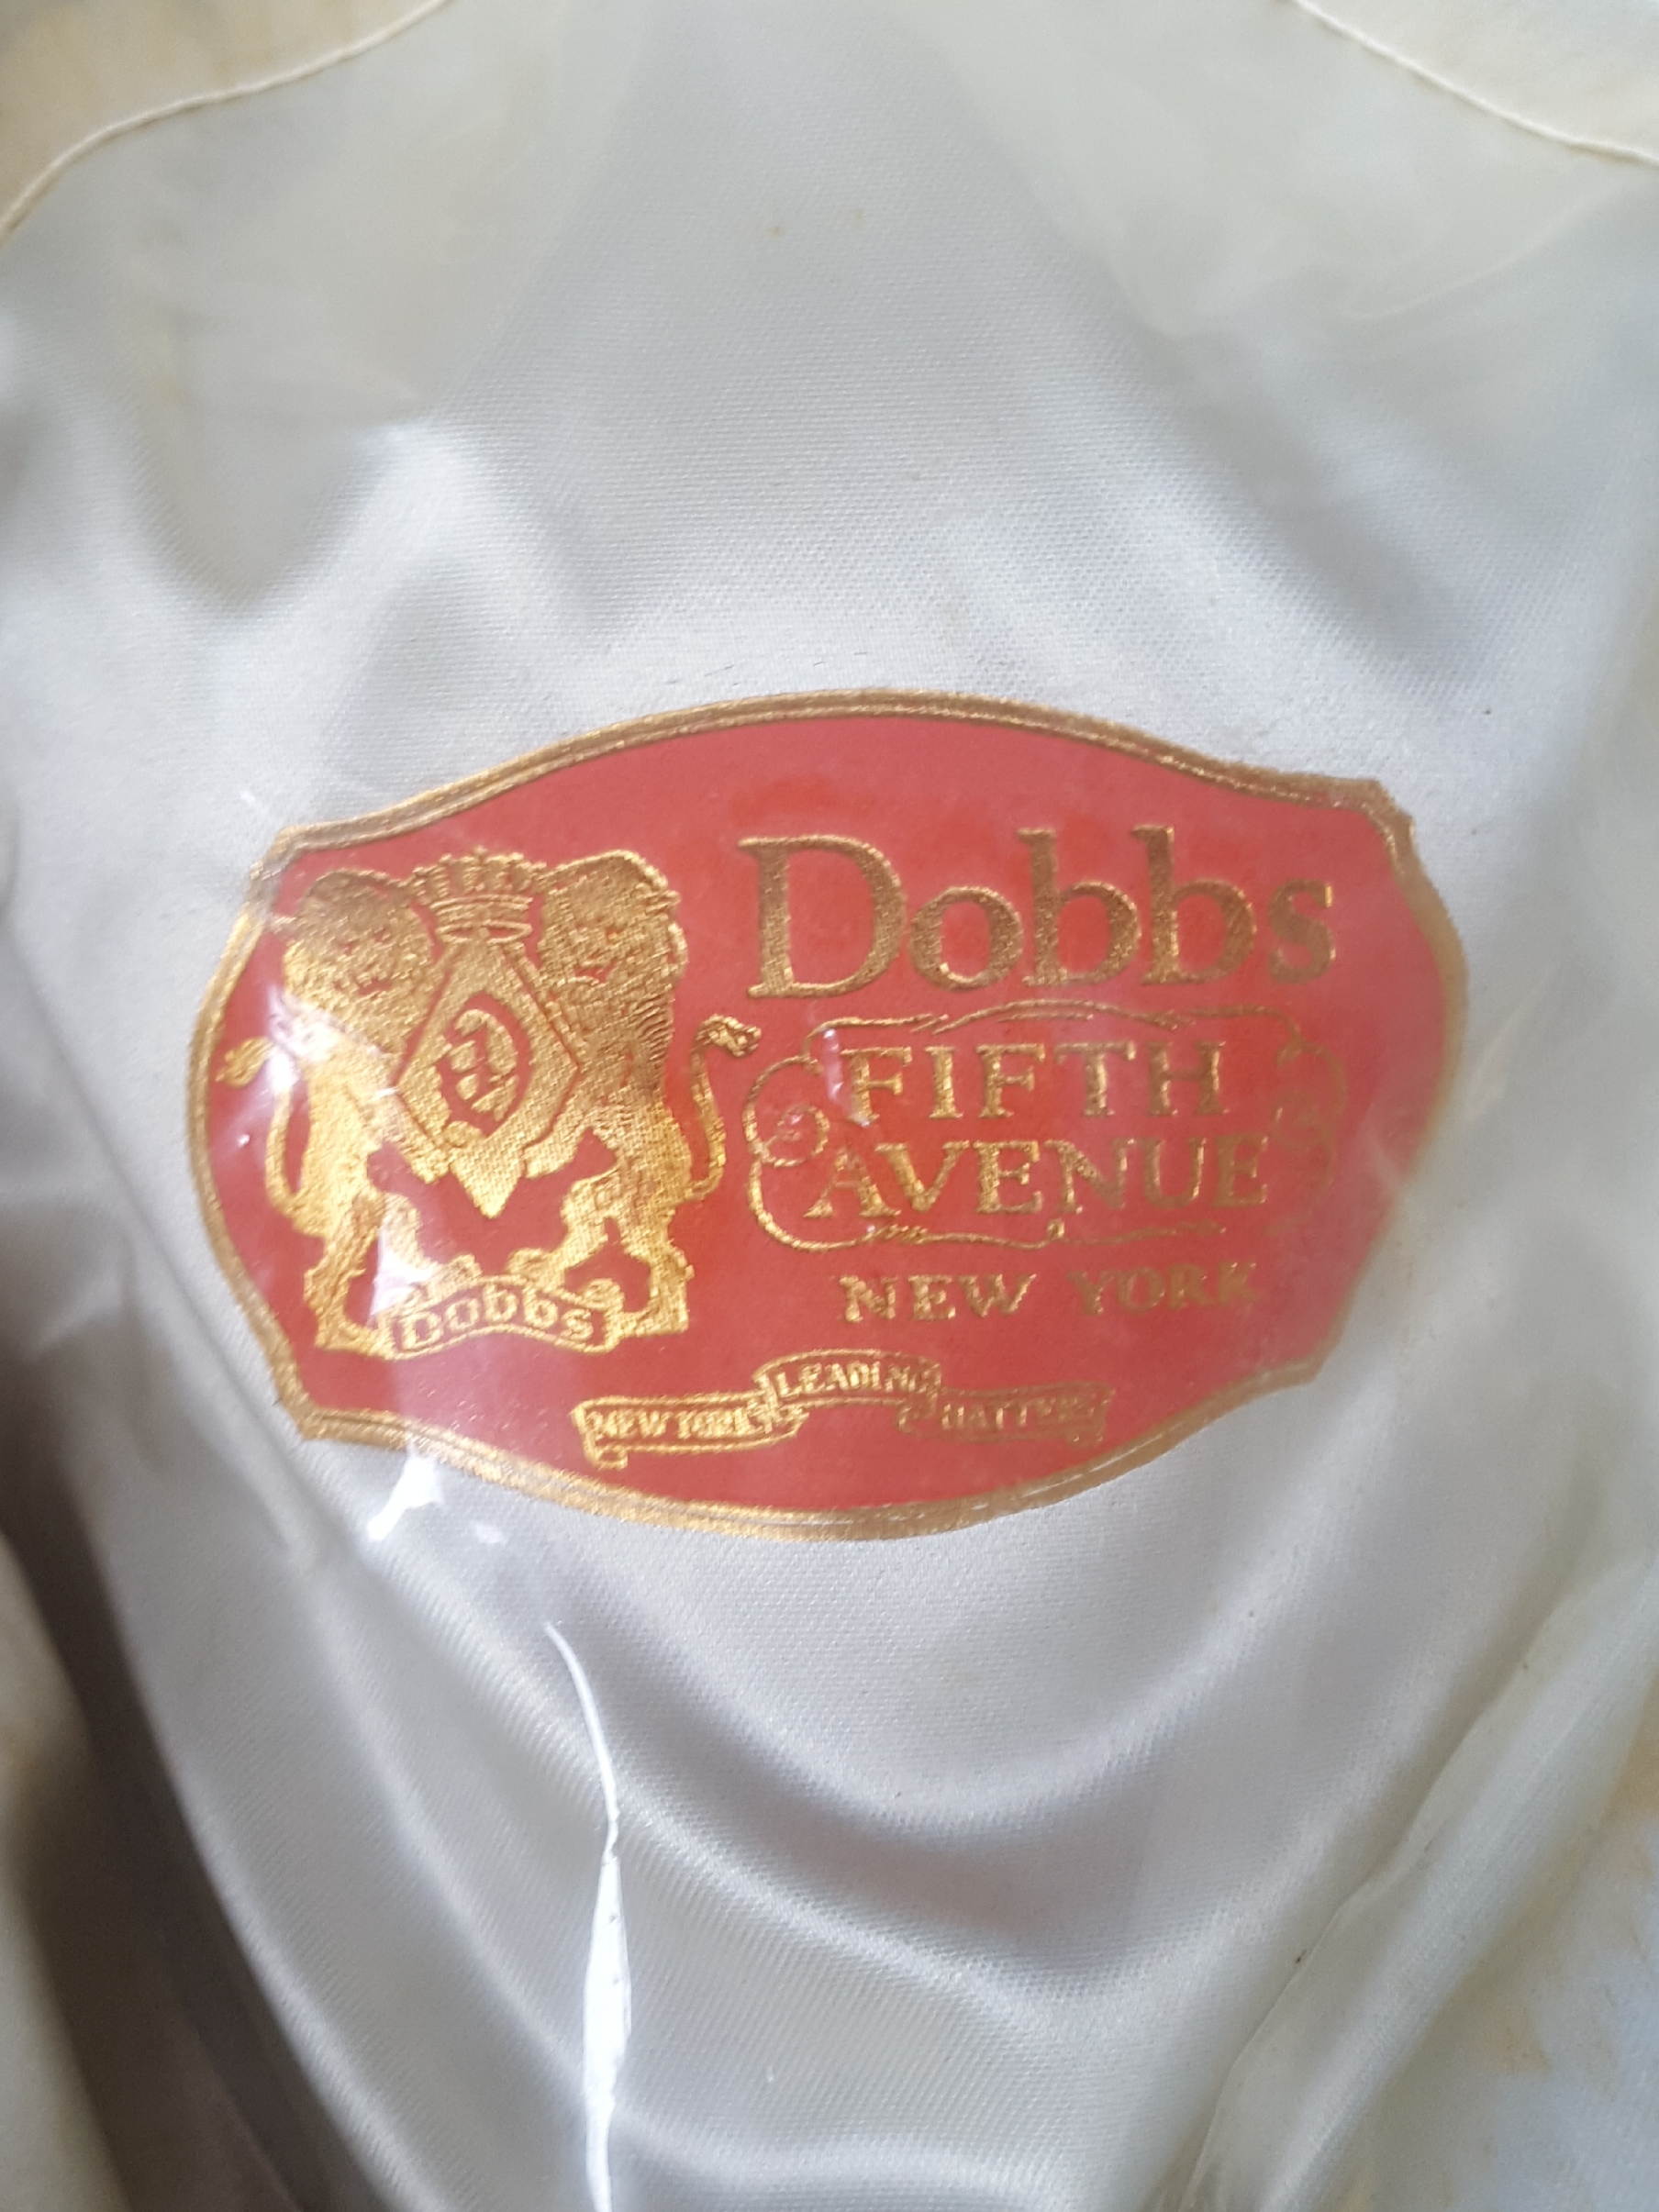 Dobbs
FIFTH
AVENUE
NEW YORK
Dobbs
NEW YORK'S LEADING HATTERS